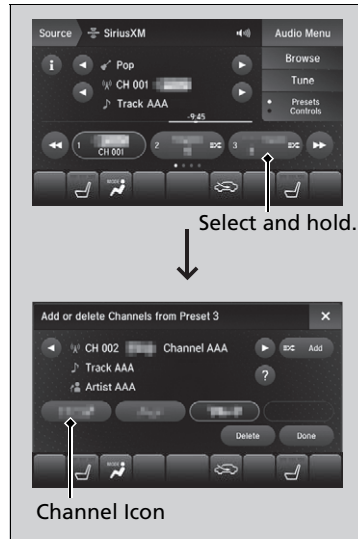 Source SiriusXM Audio Menu
Pop Browse
CH 001 Tune
Track AAA Presets Controls
-9:45
1 CH 001 2 3
MODE
Select and hold.
Add or delete Channels from Preset 3 ×
CH 002 Channel AAA Add
Track AAA ?
Artist AAA
Delete Done
MODE
Channel Icon